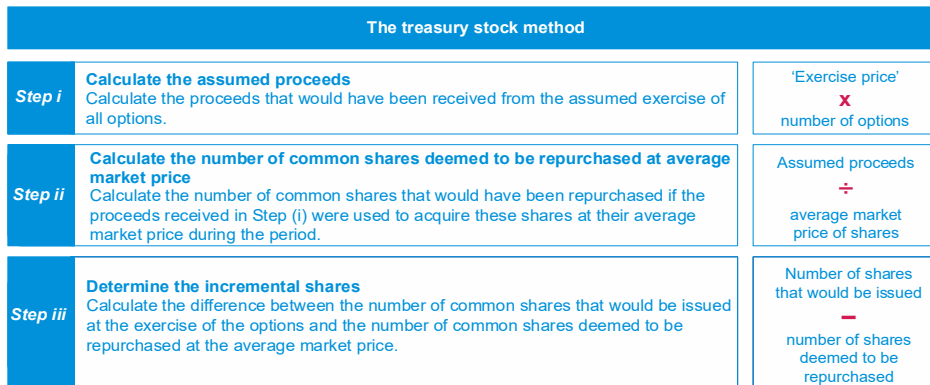 The treasury stock method
Step i
Calculate the assumed proceeds
Calculate the proceeds that would have been received from the assumed exercise of
all options.
‘Exercise price’
x
number of options
Step ii
Calculate the number of common shares deemed to be repurchased at average
market price
Calculate the number of common shares that would have been repurchased if the
proceeds received in Step (i) were used to acquire these shares at their average
market price during the period.
Assumed proceeds
÷
average market
price of shares
Step iii
Determine the incremental shares
Calculate the difference between the number of common shares that would be issued
at the exercise of the options and the number of common shares deemed to be
repurchased at the average market price.
Number of shares
that would be issued
–
number of shares
deemed to be
repurchased